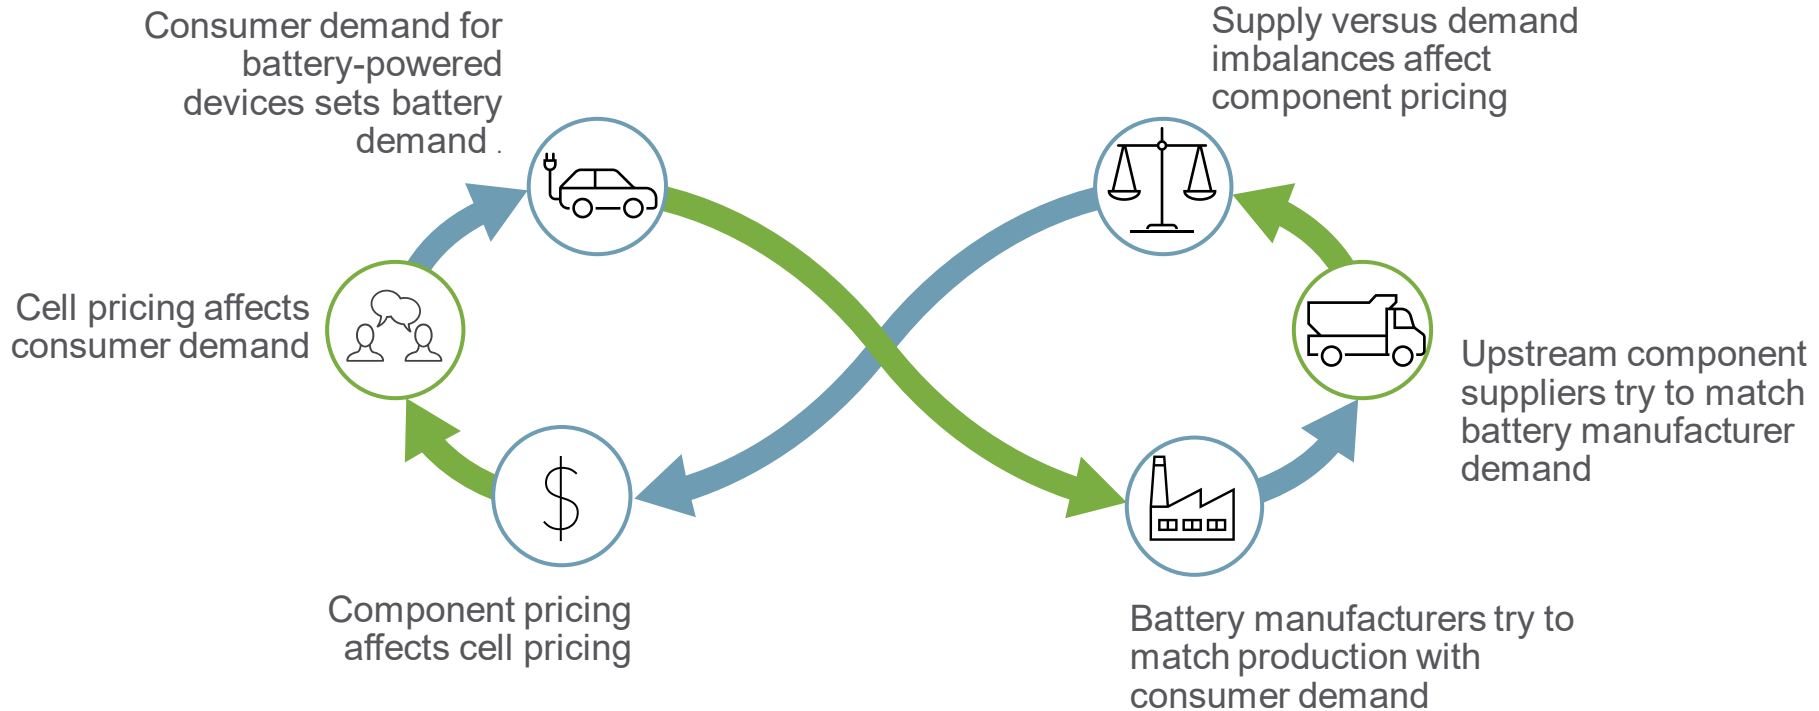 Consumer demand for
battery-powered
devices sets battery
demand .
Supply versus demand
imbalances affect
component pricing
Cell pricing affects
consumer demand
Upstream component
suppliers try to match
battery manufacturer
demand
Component pricing
affects cell pricing
Battery manufacturers try to
match production with
consumer demand